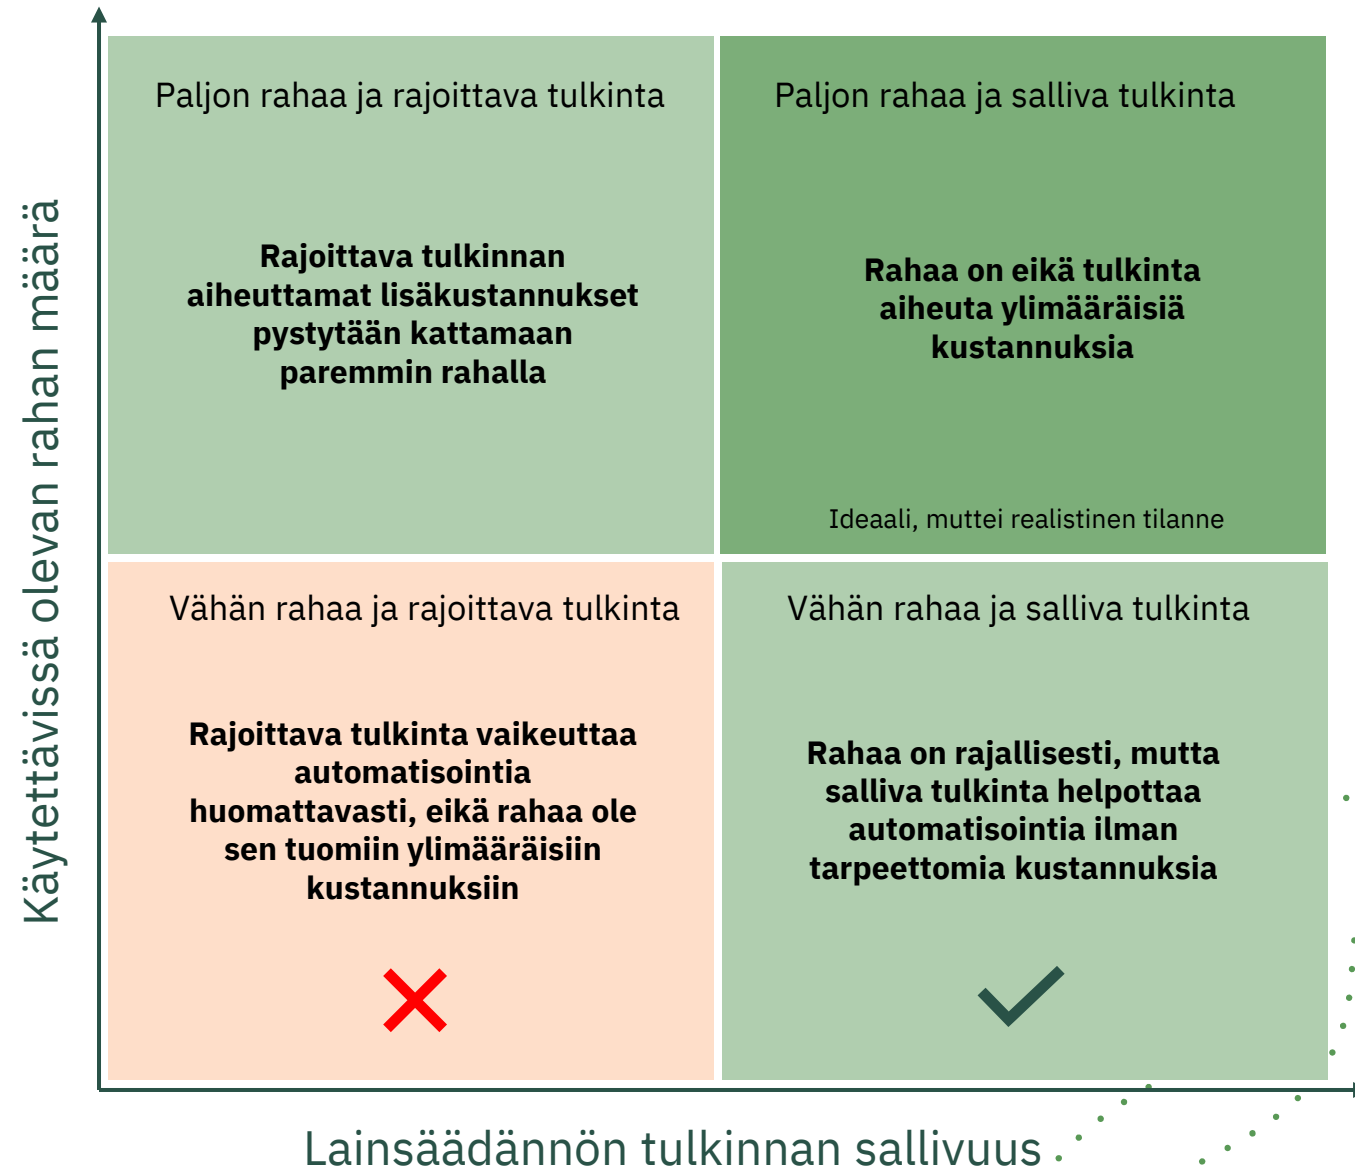 Käytettävissä olevan rahan määrä
Paljon rahaa ja rajoittava tulkinta
Rajoittava tulkinnan
aiheuttamat lisäkustannukset
pystytään kattamaan
paremmin rahalla
Paljon rahaa ja salliva tulkinta
Rahaa on eikä tulkinta
aiheuta ylimääräisiä
kustannuksia
Ideaali, muttei realistinen tilanne
Vähän rahaa ja rajoittava tulkinta
Rajoittava tulkinta vaikeuttaa
automatisointia
huomattavasti, eikä rahaa ole
sen tuomiin ylimääräisiin
kustannuksiin
Vähän rahaa ja salliva tulkinta
Rahaa on rajallisesti, mutta
salliva tulkinta helpottaa
automatisointia ilman
tarpeettomia kustannuksia
Lainsäädännön tulkinnan sallivuus